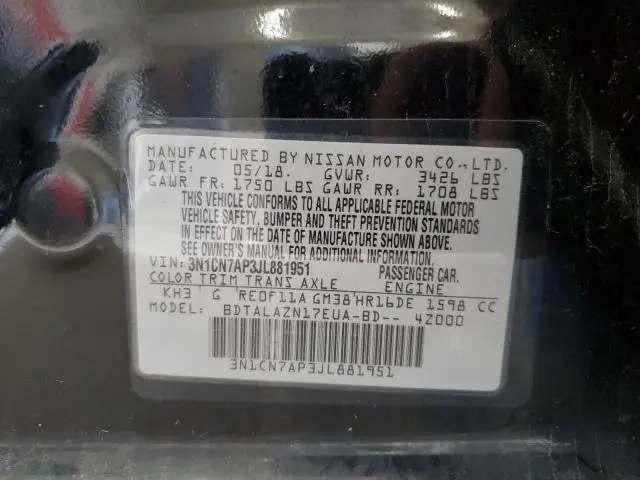 MANUFACTURED BY NISSAN MOTOR CO.,LTD.
DATE: 05/18. GVWR: 3426 LBS
GAWR FR: 1750 LBS GAWR RR: 1708 LBS
THIS VEHICLE CONFORMS TO ALL APPLICABLE FEDERAL MOTOR
VEHICLE SAFETY, BUMPER AND THEFT PREVENTION STANDARDS
IN EFFECT ON THE DATE OF MANUFACTURE SHOWN ABOVE.
SEE OWNER'S MANUAL FOR ADDITIONAL INFORMATION.
VIN: 3N1CN7AP3JL881951 PASSENGER CAR.
COLOR TRIM TRANS AXLE ENGINE
KH3 G RE0F11A GM38 HR16DE 1598 CC
MODEL: BDTALAZN17EUA-BD-- 4Z000
3N1CN7AP3JL881951